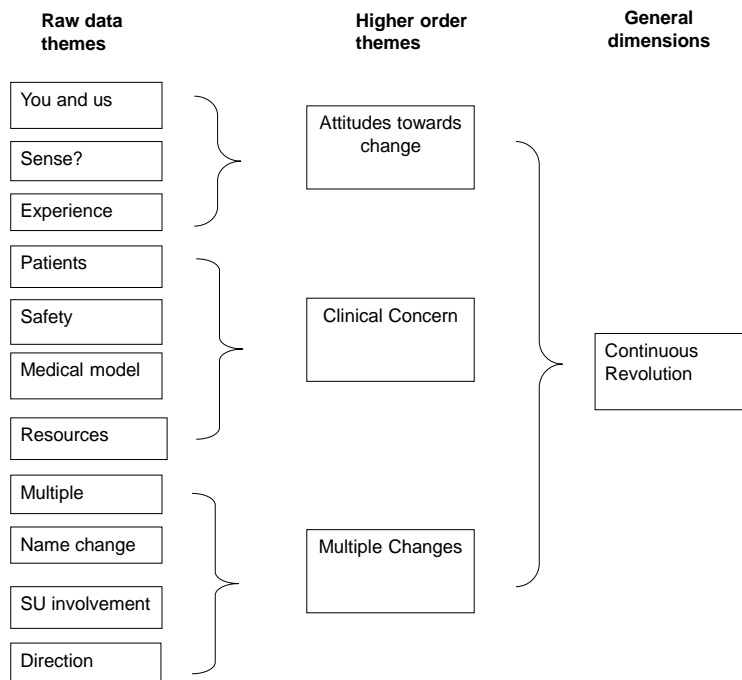 Raw data
themes
Higher order
themes
General
dimensions
You and us
Sense?
Experience
Attitudes towards
change
Patients
Safety
Medical model
Resources
Clinical Concern
Multiple
Name change
SU involvement
Direction
Multiple Changes
Continuous
Revolution